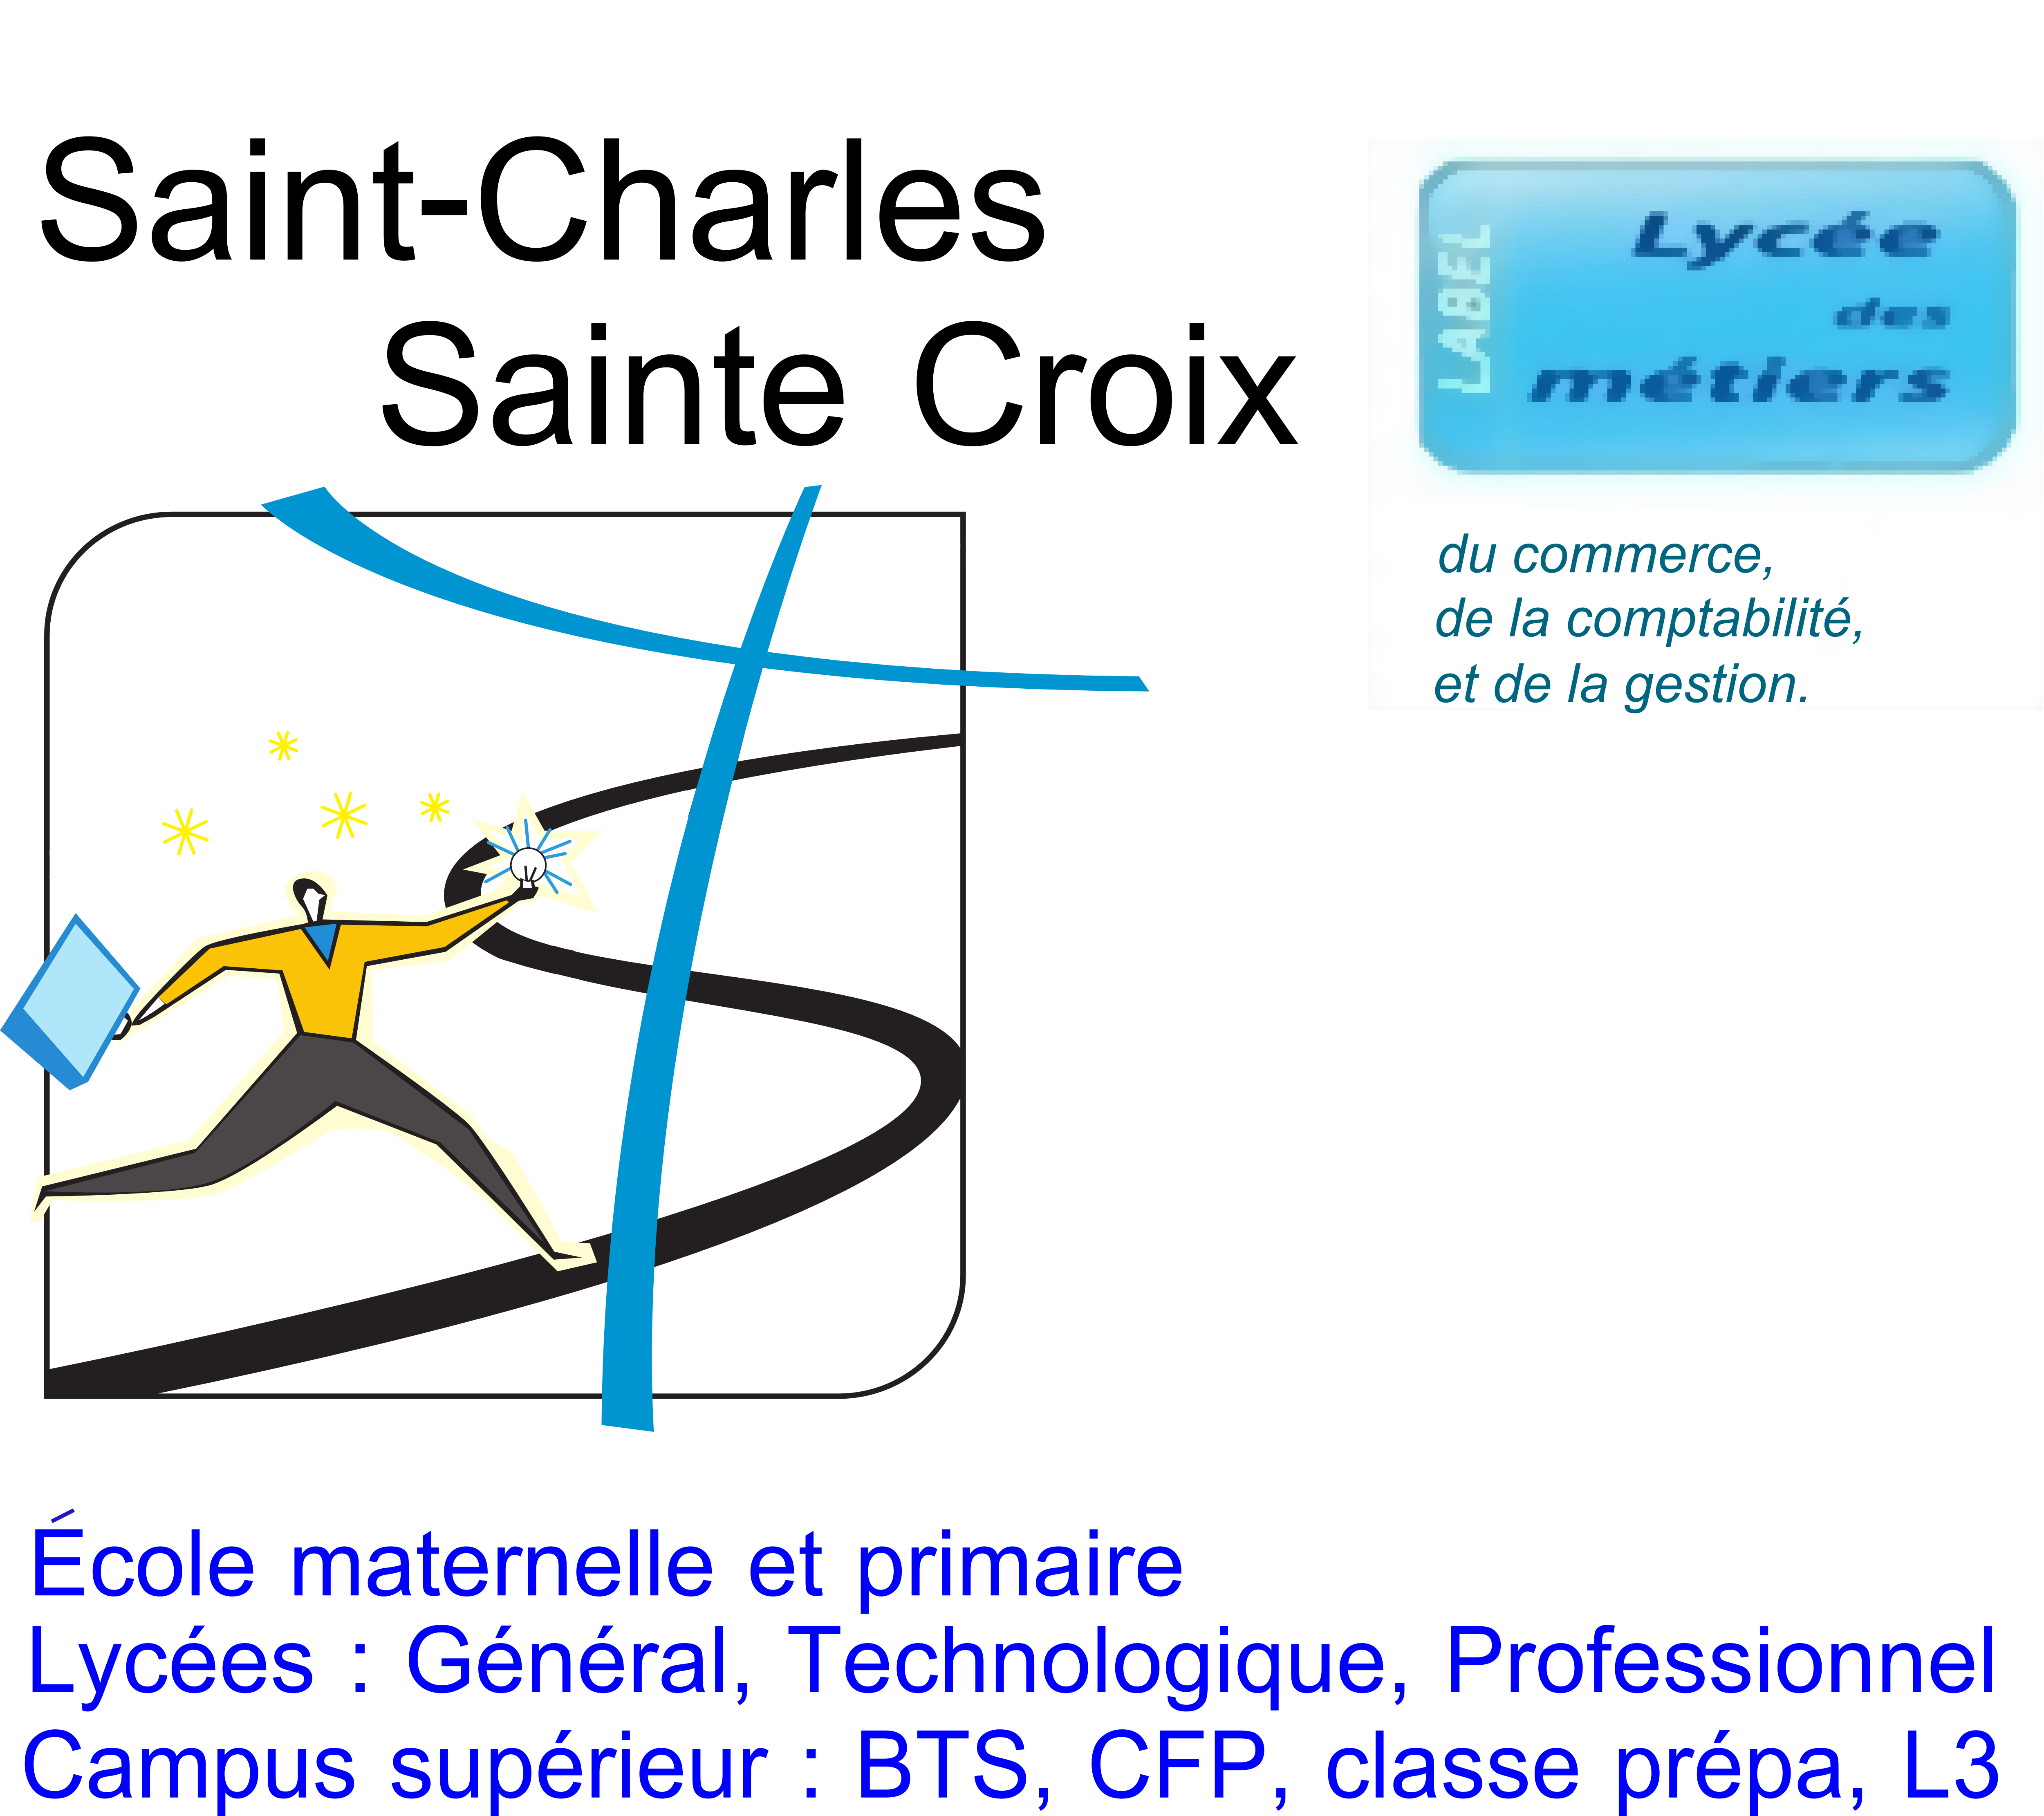 Saint-Charles
Sainte Croix
LABEL
Lycée
des
métiers
du commerce,
de la comptabilité,
et de la gestion.
École maternelle et primaire
Lycées : Général, Technologique, Professionnel
Campus supérieur : BTS, CFP, classe prépa, L3